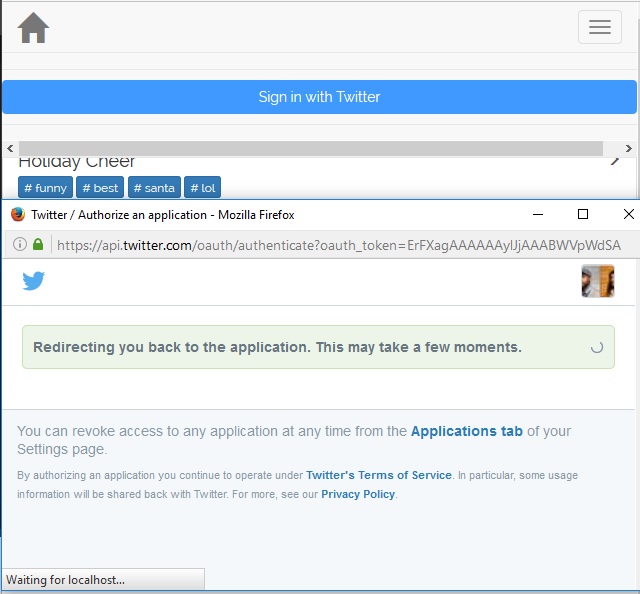 Sign in with Twitter
Holiday Cheer
# funny # best # santa # lol
Twitter / Authorize an application - Mozilla Firefox
https://api.twitter.com/oauth/authenticate?oauth_token=ErFXagAAAAAAylJjAAABWVpWdSA
Redirecting you back to the application. This may take a few moments.
You can revoke access to any application at any time from the Applications tab of your
Settings page.
By authorizing an application you continue to operate under Twitter's Terms of Service. In particular, some usage
information will be shared back with Twitter. For more, see our Privacy Policy.
Waiting for localhost...